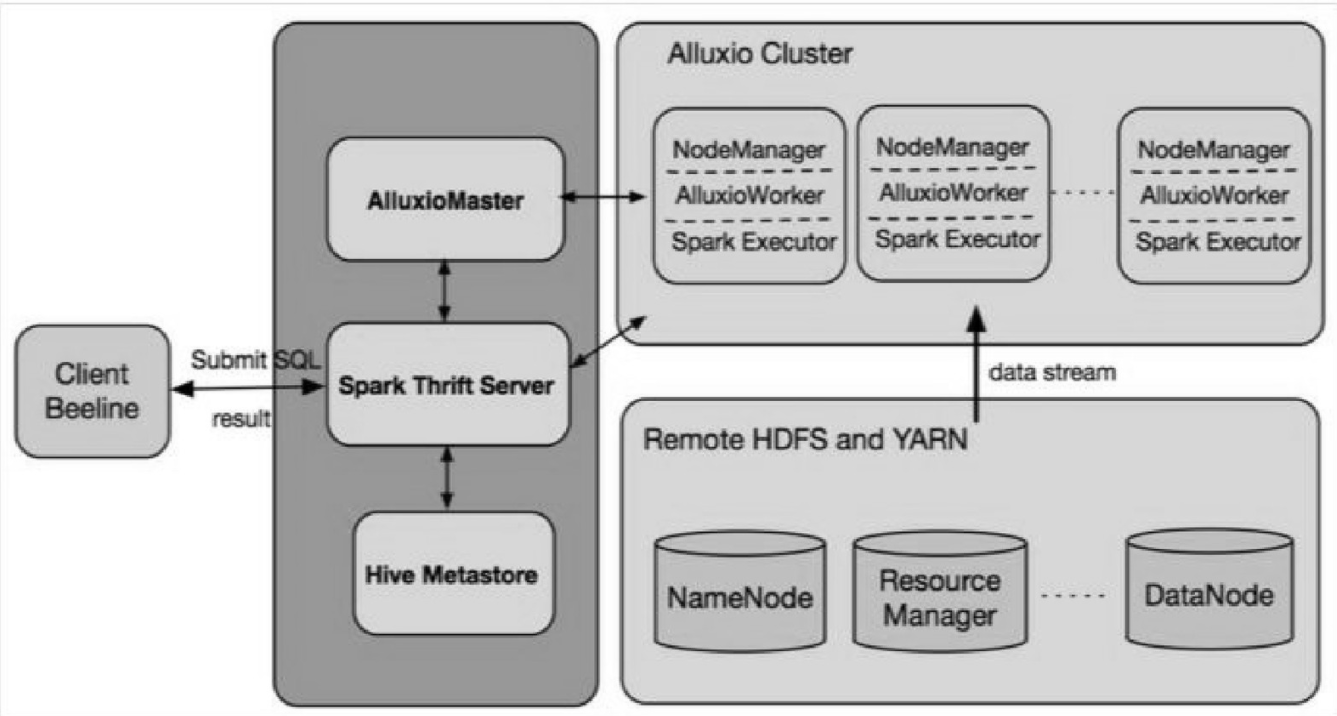 Alluxio Cluster
NodeManager
AlluxioWorker
Spark Executor
NodeManager
AlluxioWorker
Spark Executor
NodeManager
AlluxioWorker
Spark Executor
AlluxioMaster
Client
Beeline
Submit SQL
result
Spark Thrift Server
Hive Metastore
data stream
Remote HDFS and YARN
NameNode
Resource
Manager
DataNode